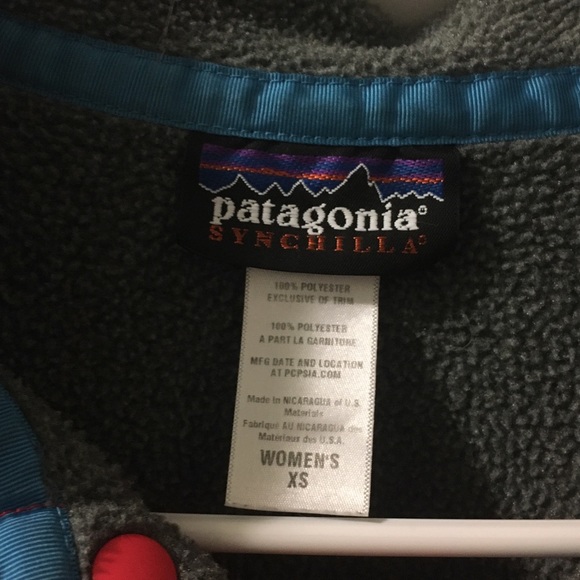 patagonia®
SYNCHILLA®
100% POLYESTER
EXCLUSIVE OF TRIM
100% POLYESTER
A PART LA GARNITURE
MFG DATE AND LOCATION
AT PCPSIA.COM
Made in NICARAGUA of U.S.
Materials
Fabriqué AU NICARAGUA des
Materiaux des U.S.A.
WOMEN'S
XS